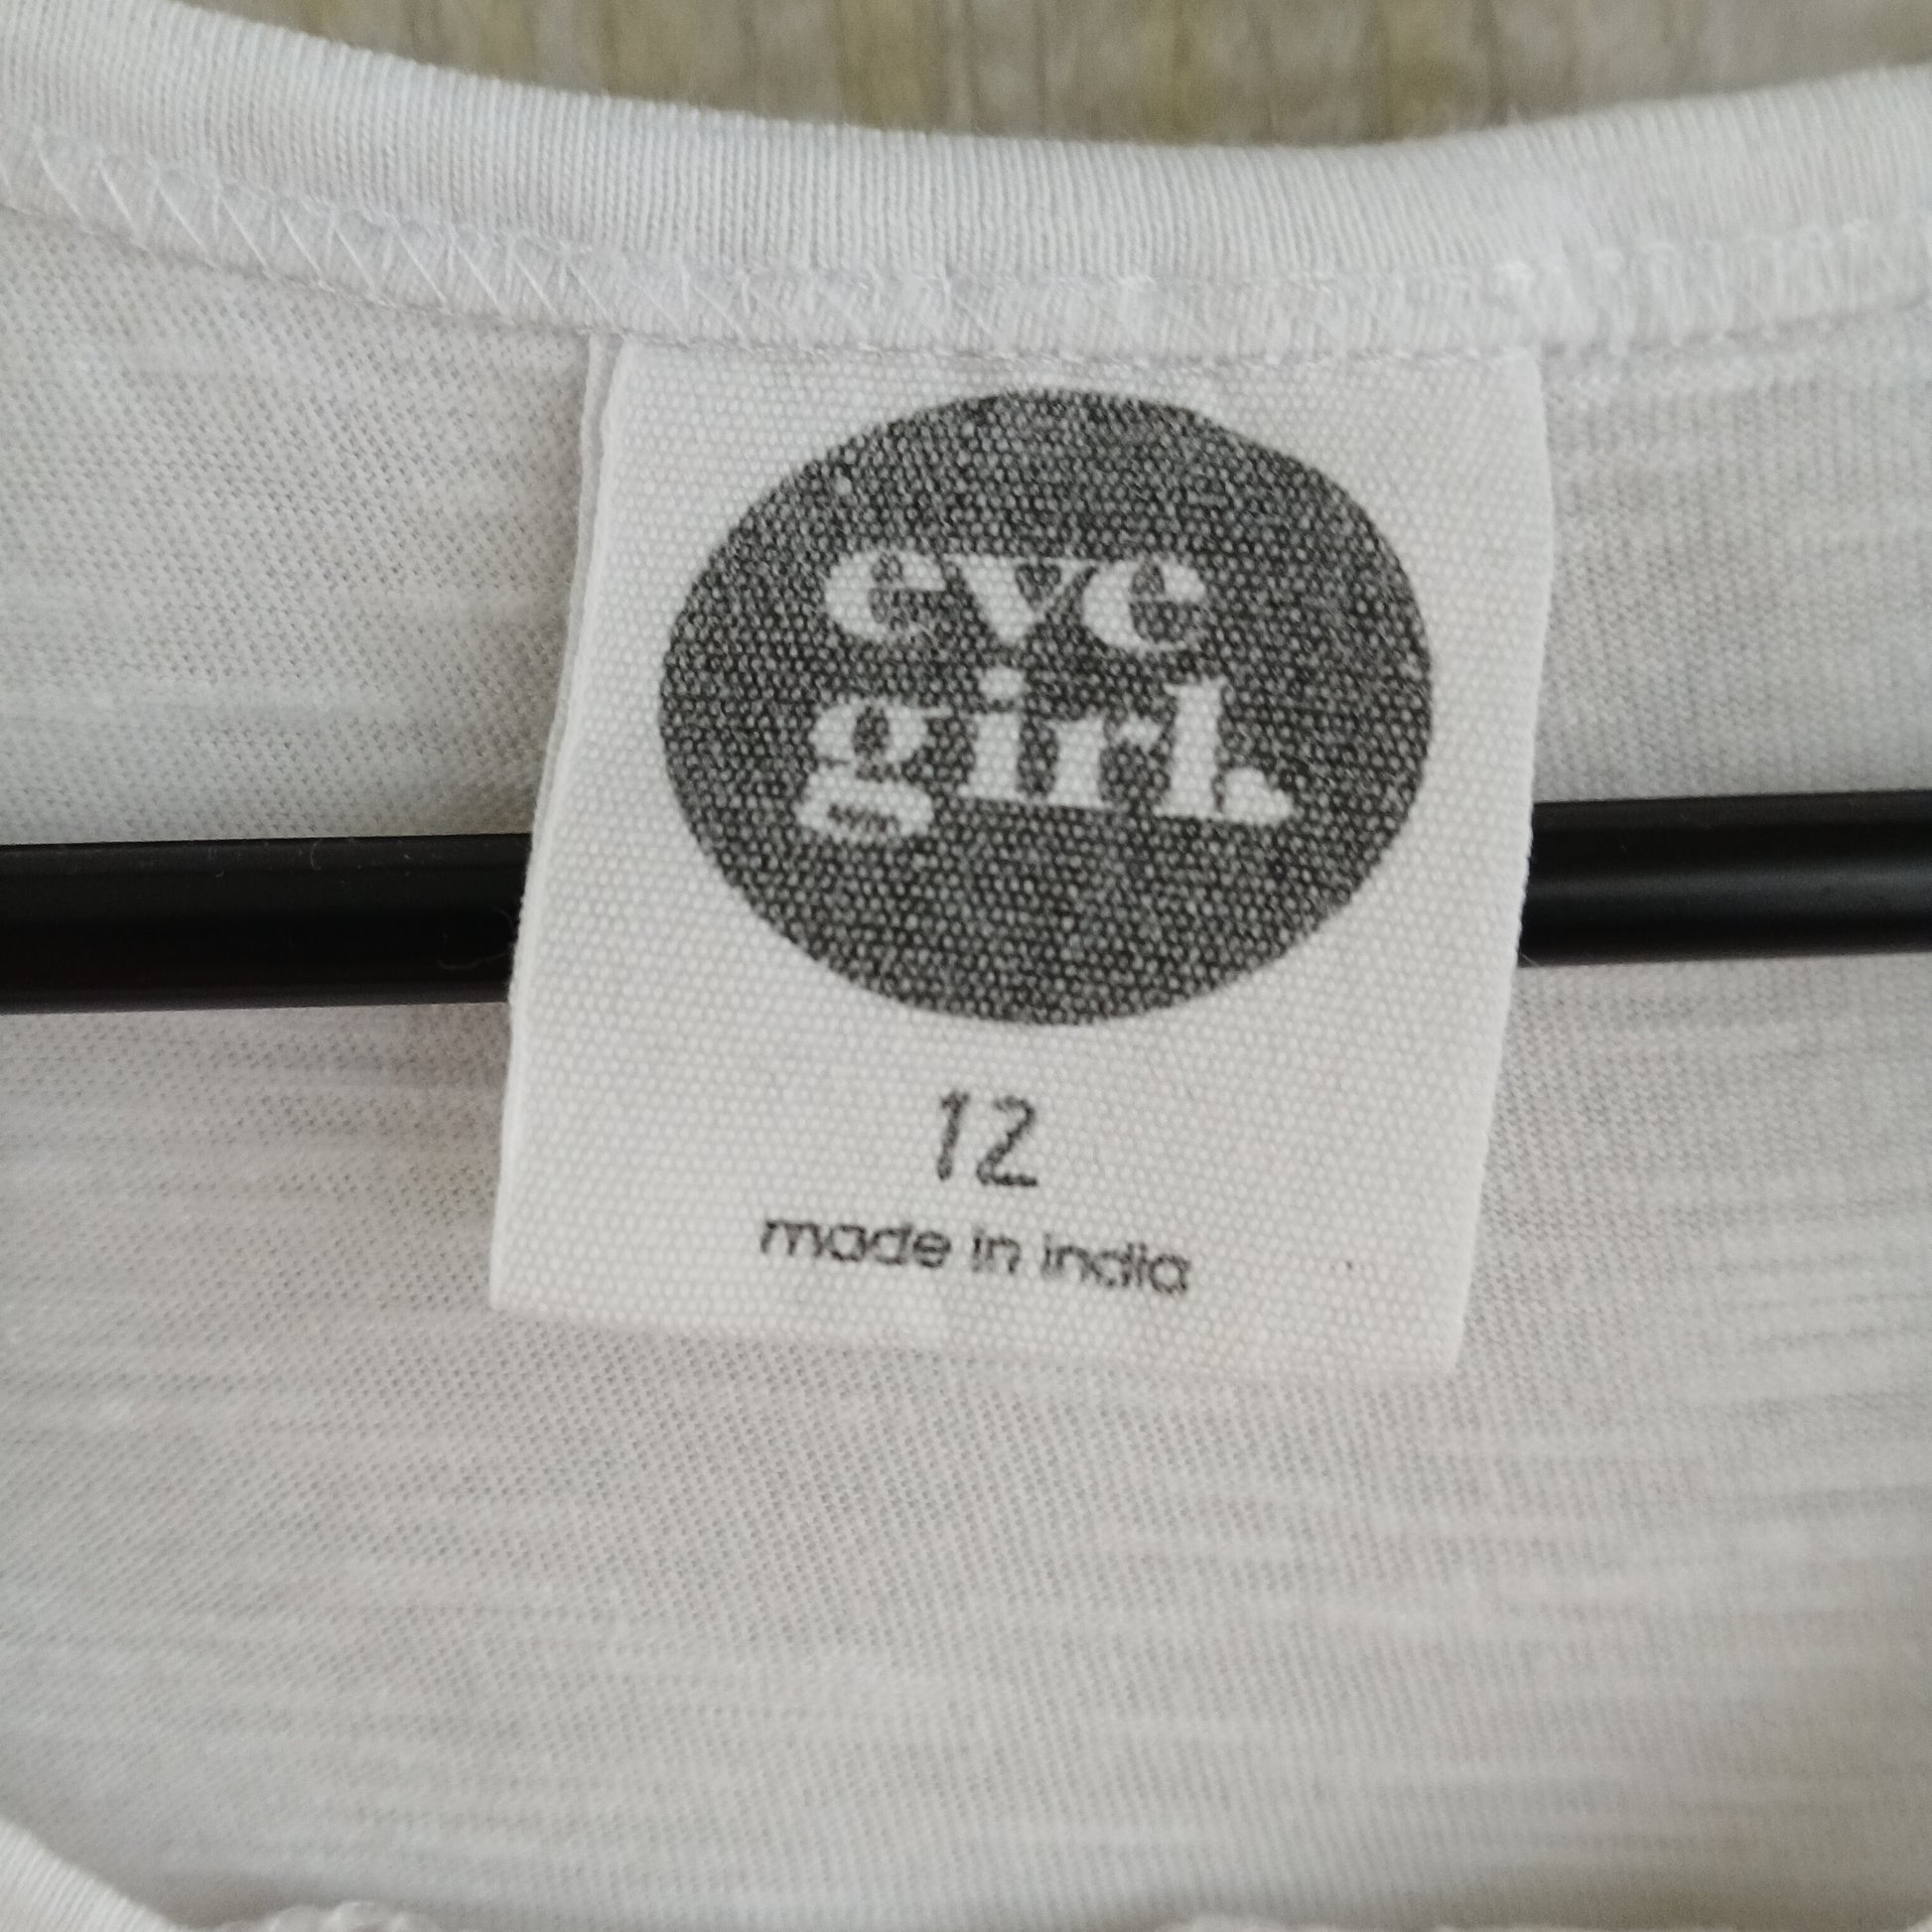 eve
girl.
12
made in india